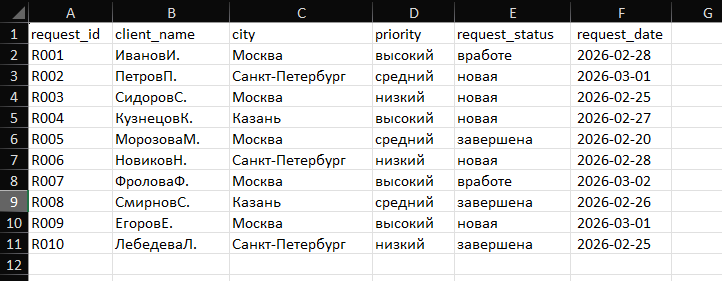 A B C D E F G
1 request_id client_name city priority request_status request_date
2 R001 ИвановИ. Москва высокий вработе 2026-02-28
3 R002 ПетровП. Санкт-Петербург средний новая 2026-03-01
4 R003 СидоровС. Москва низкий новая 2026-02-25
5 R004 КузнецовК. Казань высокий новая 2026-02-27
6 R005 МорозоваМ. Москва средний завершена 2026-02-20
7 R006 НовиковН. Санкт-Петербург низкий новая 2026-02-28
8 R007 ФроловаФ. Москва высокий вработе 2026-03-02
9 R008 СмирновС. Казань средний завершена 2026-02-26
10 R009 ЕгоровЕ. Москва высокий новая 2026-03-01
11 R010 ЛебедеваЛ. Санкт-Петербург низкий завершена 2026-02-25
12